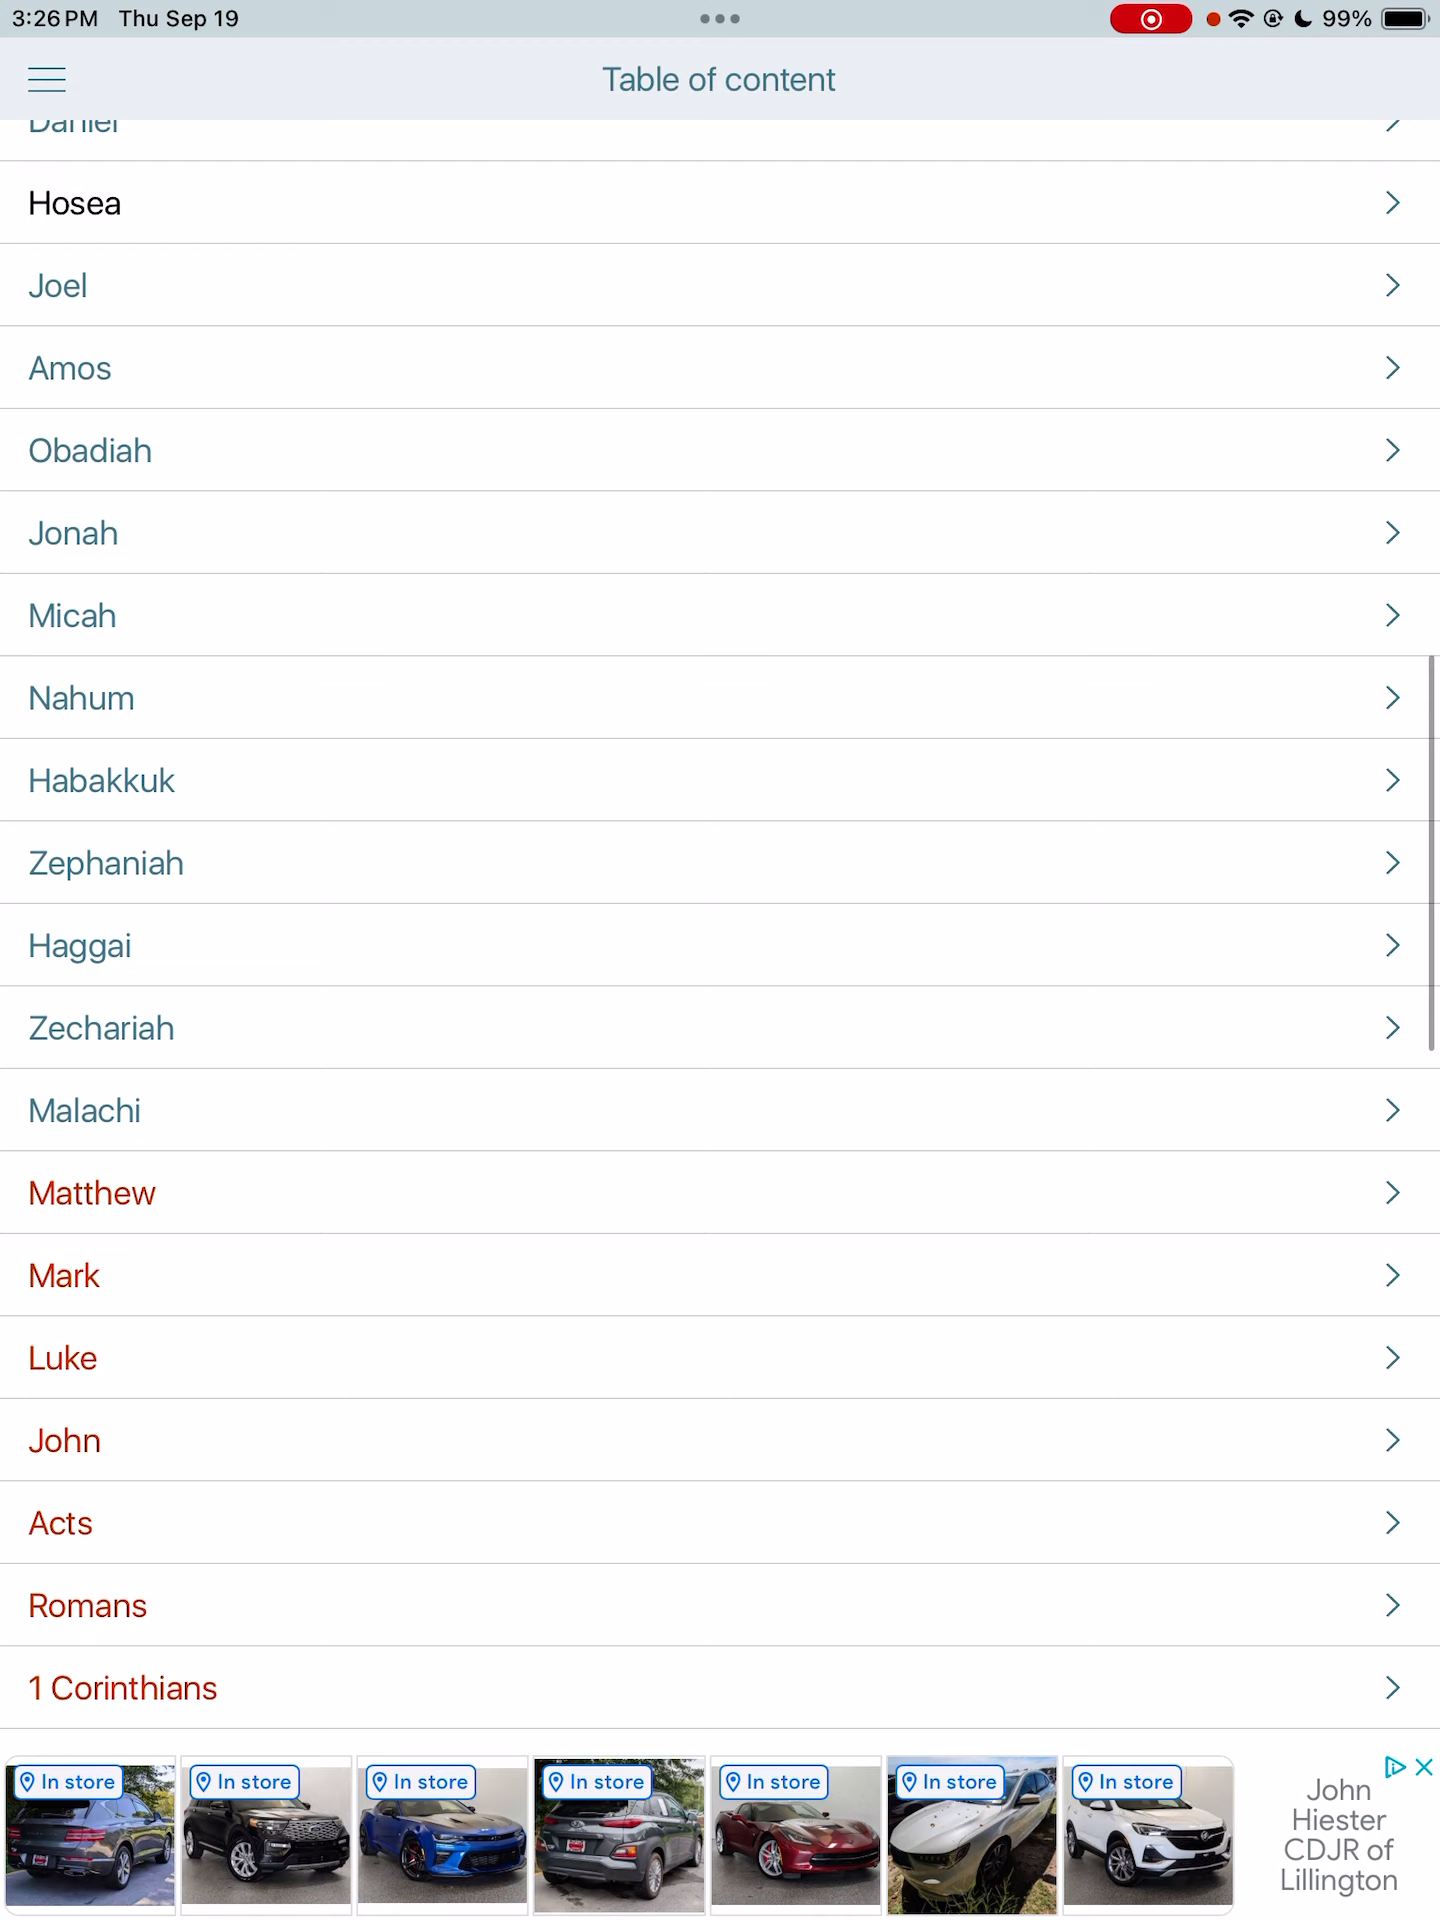 3:26 PM Thu Sep 19
99%
Table of content
Daniel
Hosea
Joel
Amos
Obadiah
Jonah
Micah
Nahum
Habakkuk
Zephaniah
Haggai
Zechariah
Malachi
Matthew
Mark
Luke
John
Acts
Romans
1 Corinthians
In store
In store
In store
In store
In store
In store
In store
John
Hiester
CDJR of
Lillington